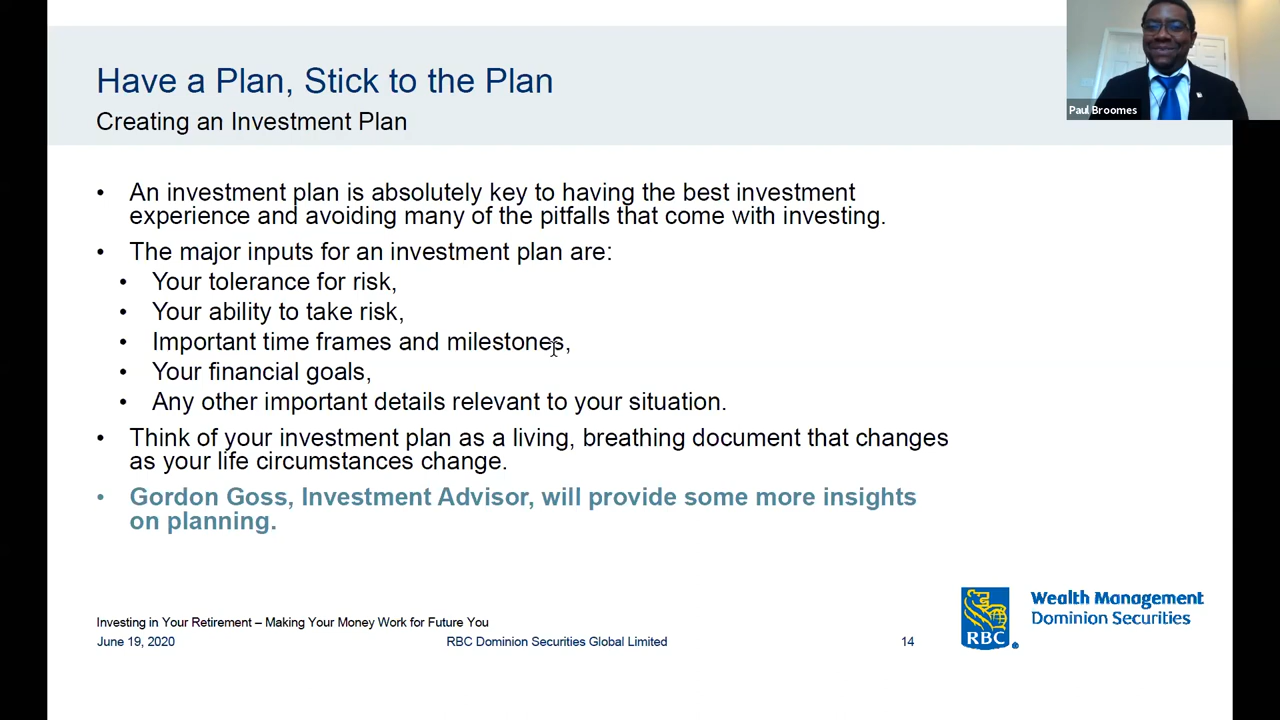 Have a Plan, Stick to the Plan
Creating an Investment Plan
Paul Broomes
• An investment plan is absolutely key to having the best investment
experience and avoiding many of the pitfalls that come with investing.
• The major inputs for an investment plan are:
• Your tolerance for risk,
• Your ability to take risk,
• Important time frames and milestones,
• Your financial goals,
• Any other important details relevant to your situation.
• Think of your investment plan as a living, breathing document that changes
as your life circumstances change.
• Gordon Goss, Investment Advisor, will provide some more insights
on planning.
Investing in Your Retirement – Making Your Money Work for Future You
June 19, 2020
RBC Dominion Securities Global Limited
14
RBC ®
Wealth Management
Dominion Securities